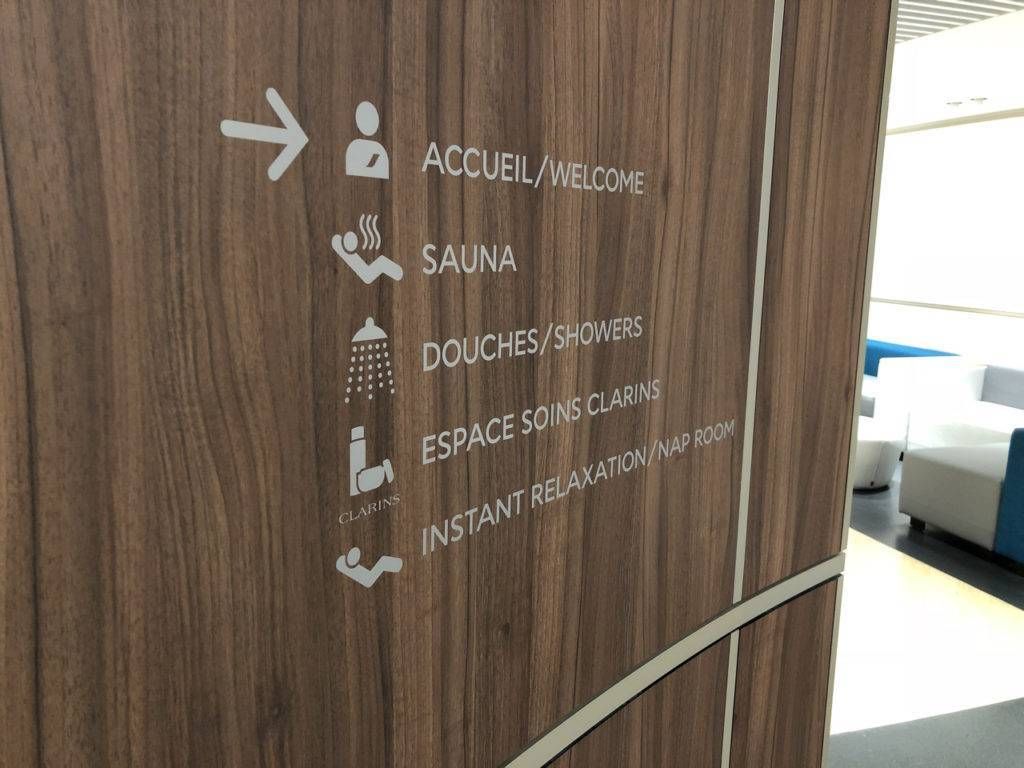 ACCUEIL/WELCOME
SAUNA
DOUCHES/SHOWERS
ESPACE SOINS CLARINS
CLARINS
INSTANT RELAXATION/NAP ROOM